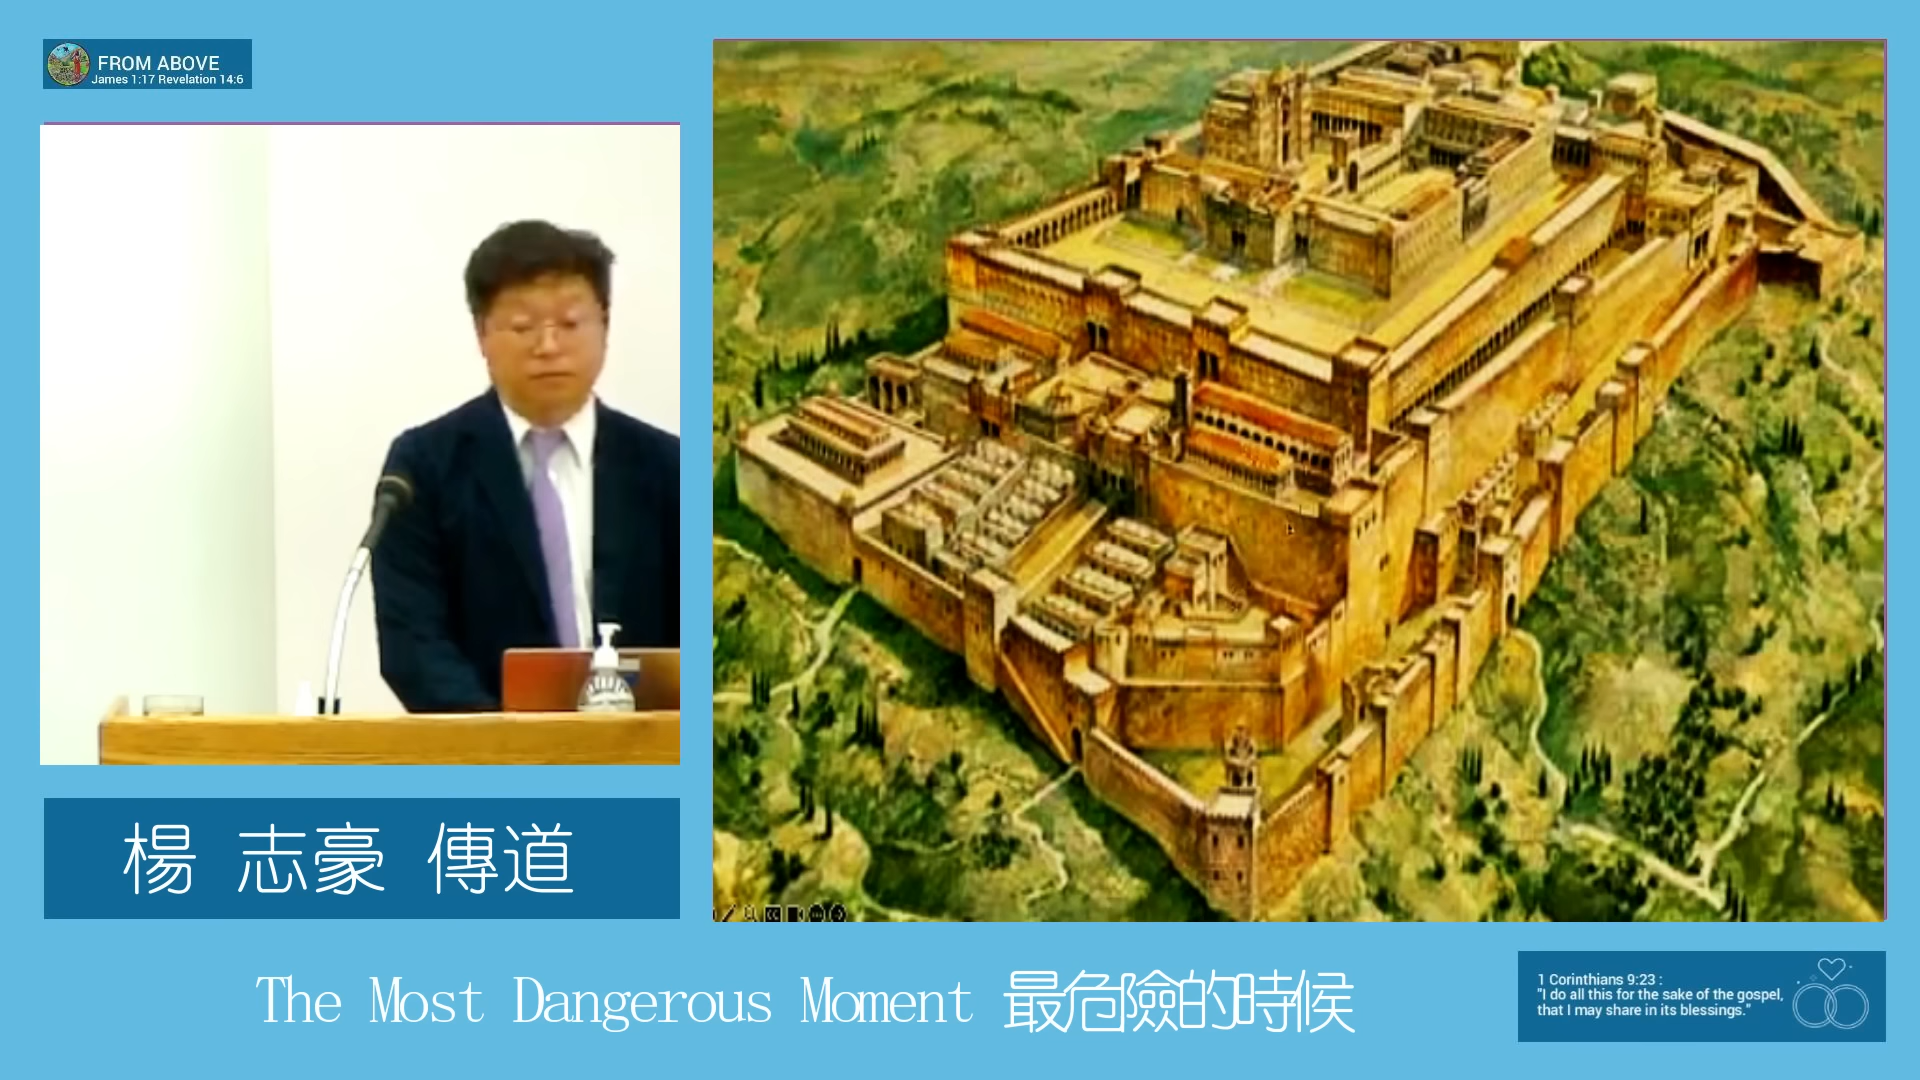 FROM ABOVE
James 1:17 Revelation 14:6
楊 志豪 傳道
The Most Dangerous Moment 最危險的時候
1 Corinthians 9:23 :
"I do all this for the sake of the gospel,
that I may share in its blessings."